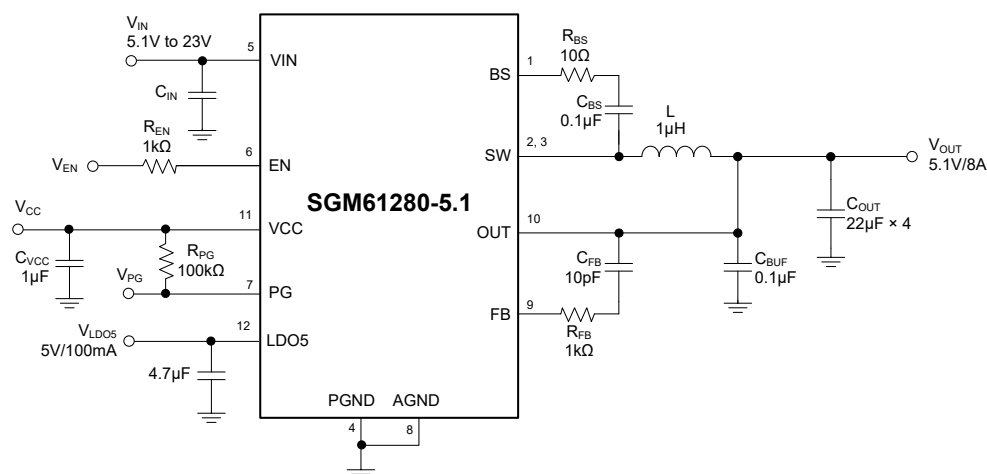 V_IN
5.1V to 23V
5
VIN
C_IN
R_EN
1kΩ
V_EN
6
EN
V_CC
11
VCC
C_VCC
1µF
R_PG
100kΩ
V_PG
7
PG
V_LDO5
5V/100mA
12
LDO5
4.7µF
SGM61280-5.1
PGND
AGND
4
8
BS
1
R_BS
10Ω
C_BS
0.1µF
L
1µH
SW
2, 3
V_OUT
5.1V/8A
C_OUT
22µF × 4
OUT
10
C_FB
10pF
C_BUF
0.1µF
FB
9
R_FB
1kΩ